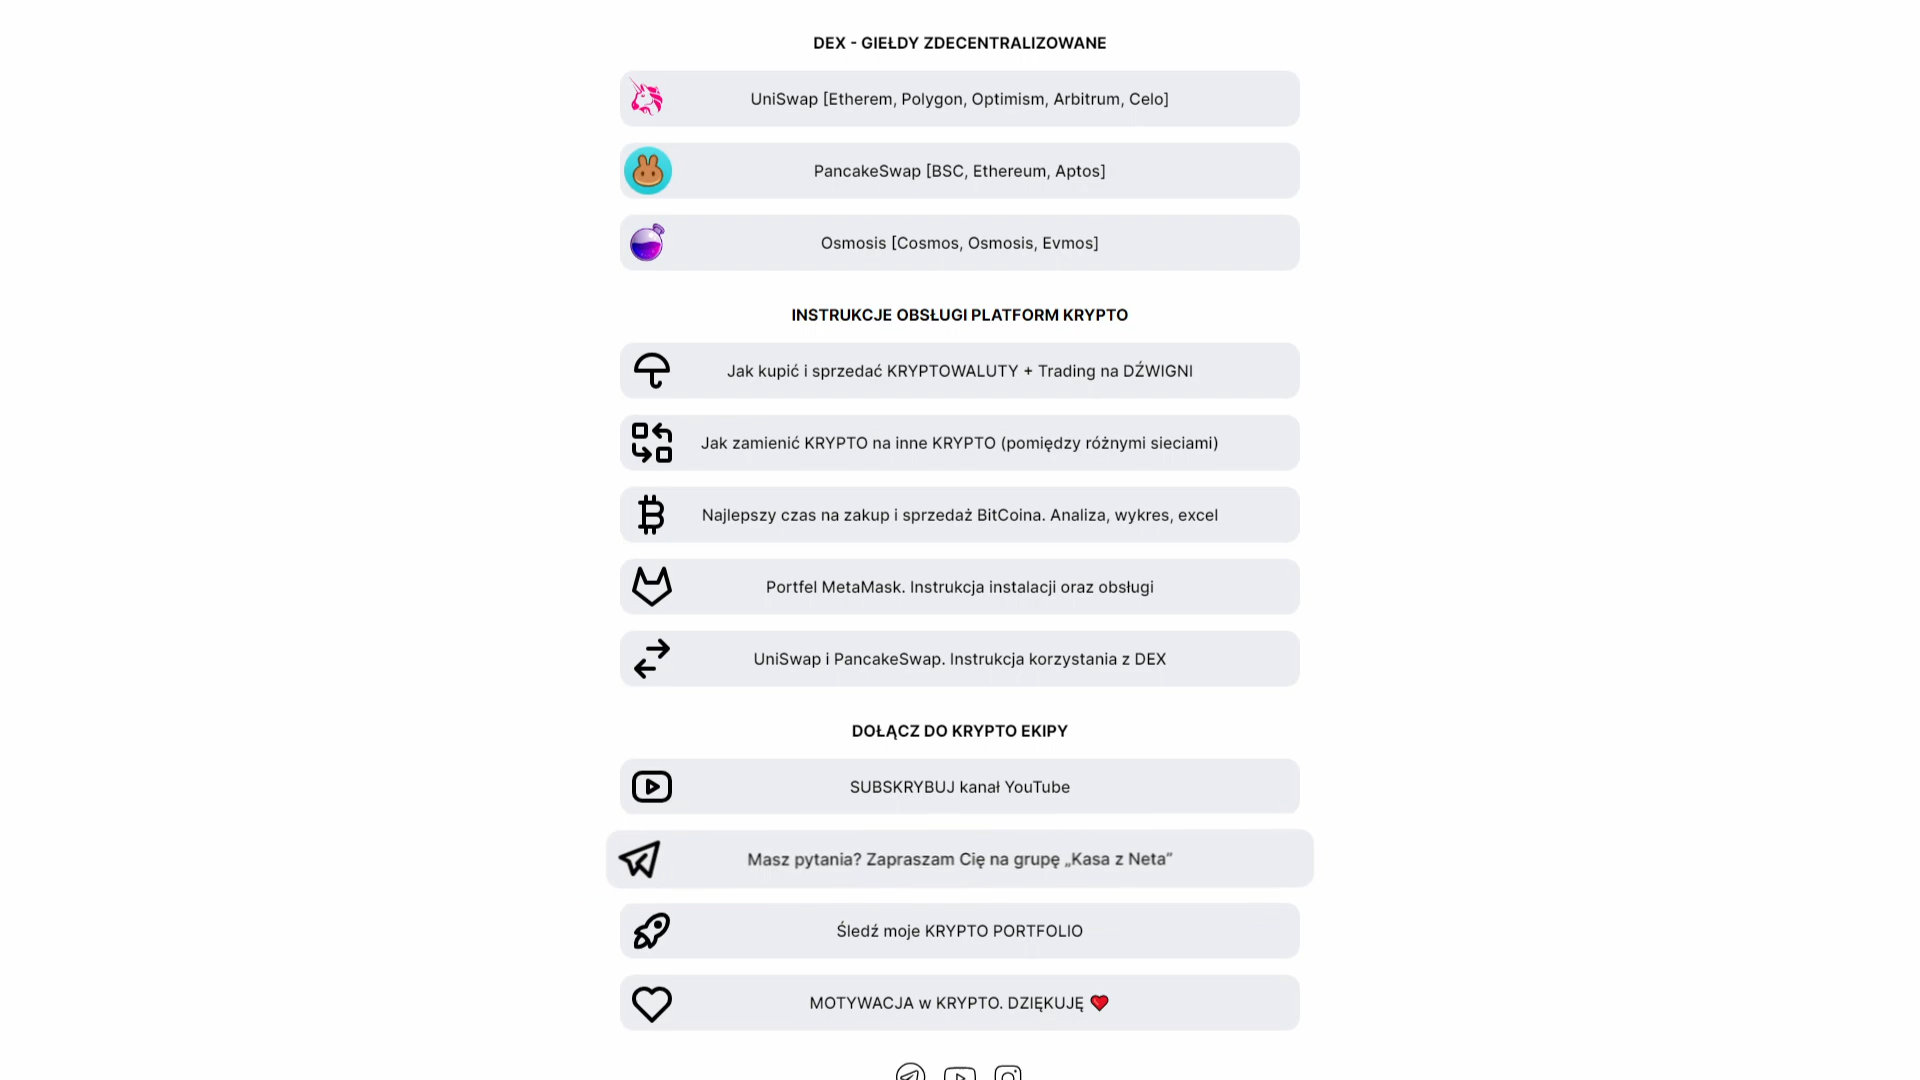 DEX - GIEŁDY ZDECENTRALIZOWANE
UniSwap [Etherem, Polygon, Optimism, Arbitrum, Celo]
PancakeSwap [BSC, Ethereum, Aptos]
Osmosis [Cosmos, Osmosis, Evmos]
INSTRUKCJE OBSŁUGI PLATFORM KRYPTO
Jak kupić i sprzedać KRYPTOWALUTY + Trading na DŹWIGNI
Jak zamienić KRYPTO na inne KRYPTO (pomiędzy różnymi sieciami)
Najlepszy czas na zakup i sprzedaż BitCoina. Analiza, wykres, excel
Portfel MetaMask. Instrukcja instalacji oraz obsługi
UniSwap i PancakeSwap. Instrukcja korzystania z DEX
DOŁĄCZ DO KRYPTO EKIPY
SUBSKRYBUJ kanał YouTube
Masz pytania? Zapraszam Cię na grupę „Kasa z Neta”
Śledź moje KRYPTO PORTFOLIO
MOTYWACJA w KRYPTO. DZIĘKUJĘ ❤️